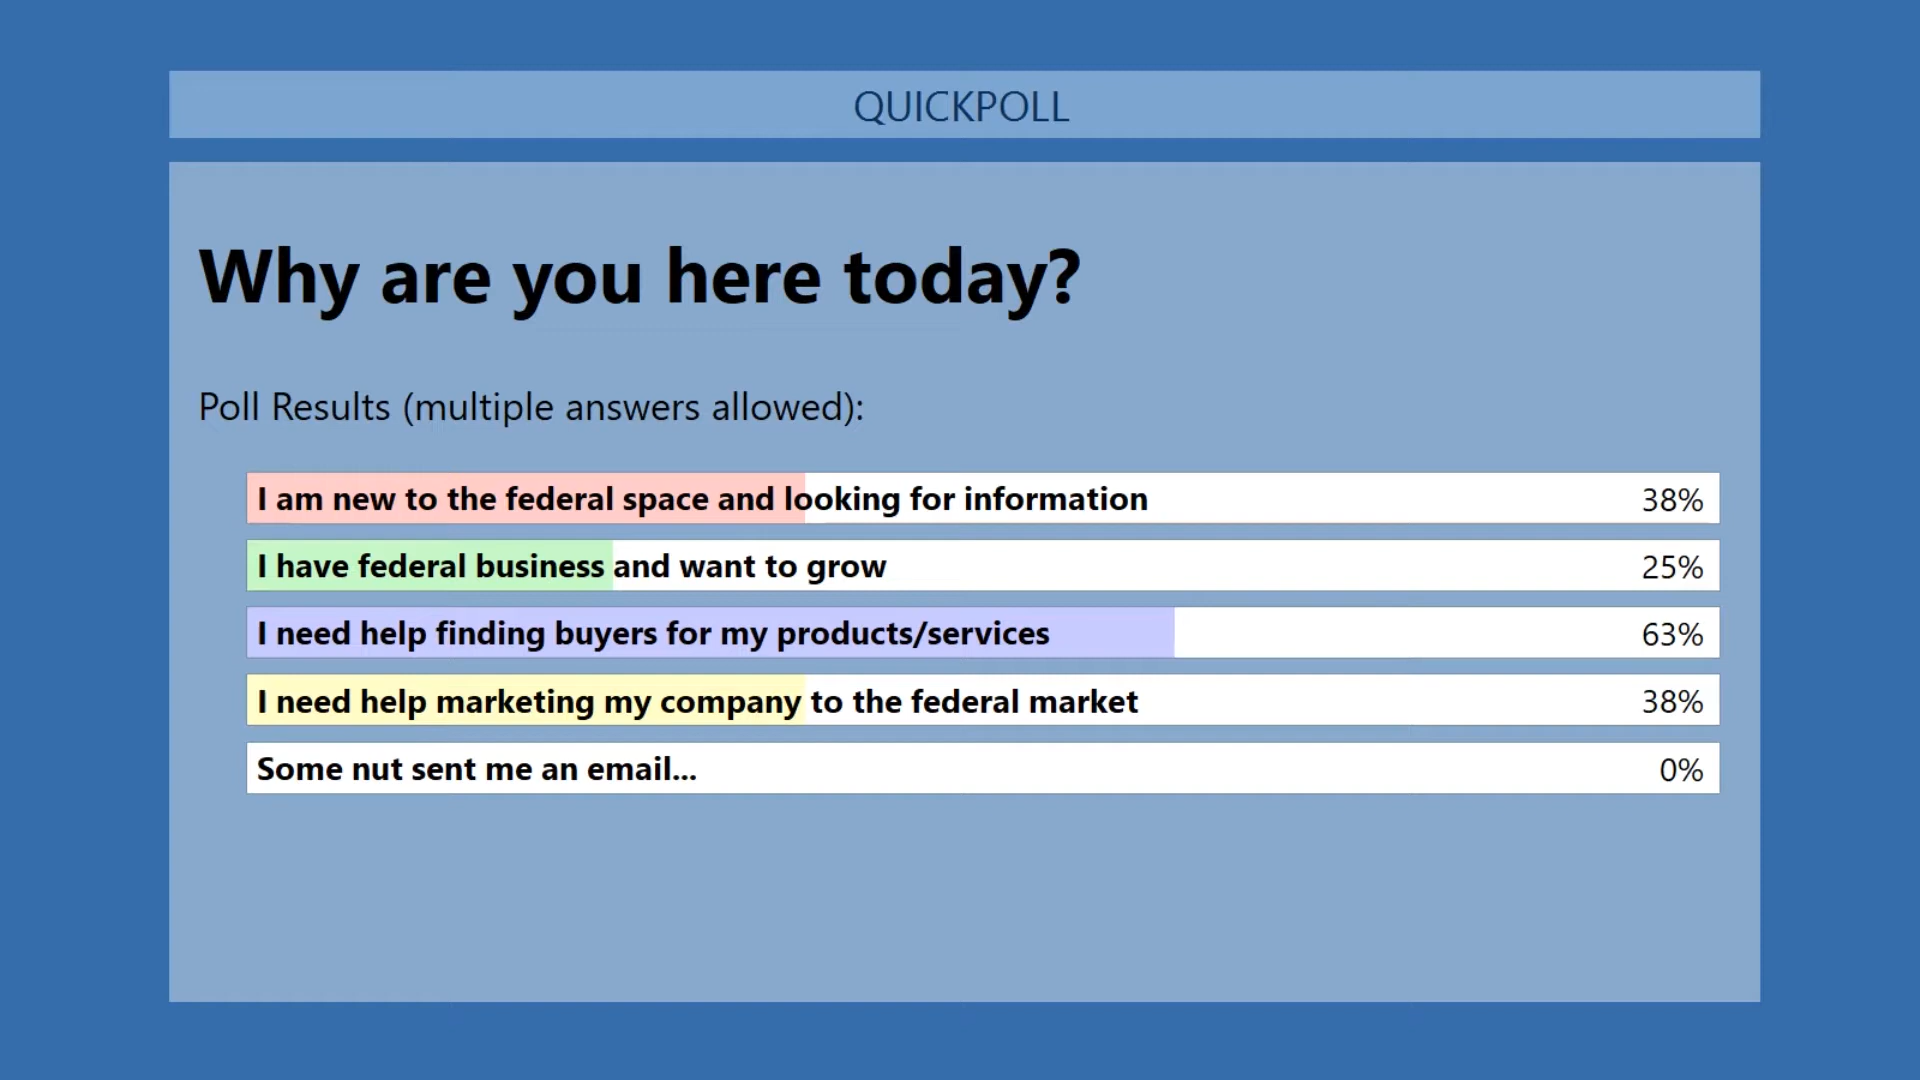 QUICKPOLL
Why are you here today?
Poll Results (multiple answers allowed):
I am new to the federal space and looking for information 38%
I have federal business and want to grow 25%
I need help finding buyers for my products/services 63%
I need help marketing my company to the federal market 38%
Some nut sent me an email... 0%